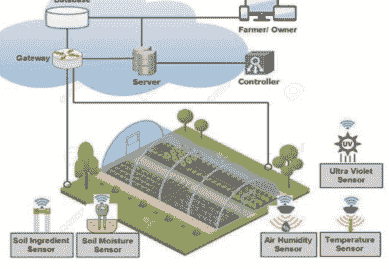 Database
Farmer/ Owner
Gateway
Server
Controller
Ultra Violet
Sensor
Soil Ingredient
Sensor
Soil Moisture
Sensor
Air Humidity
Sensor
Temperature
Sensor
UV